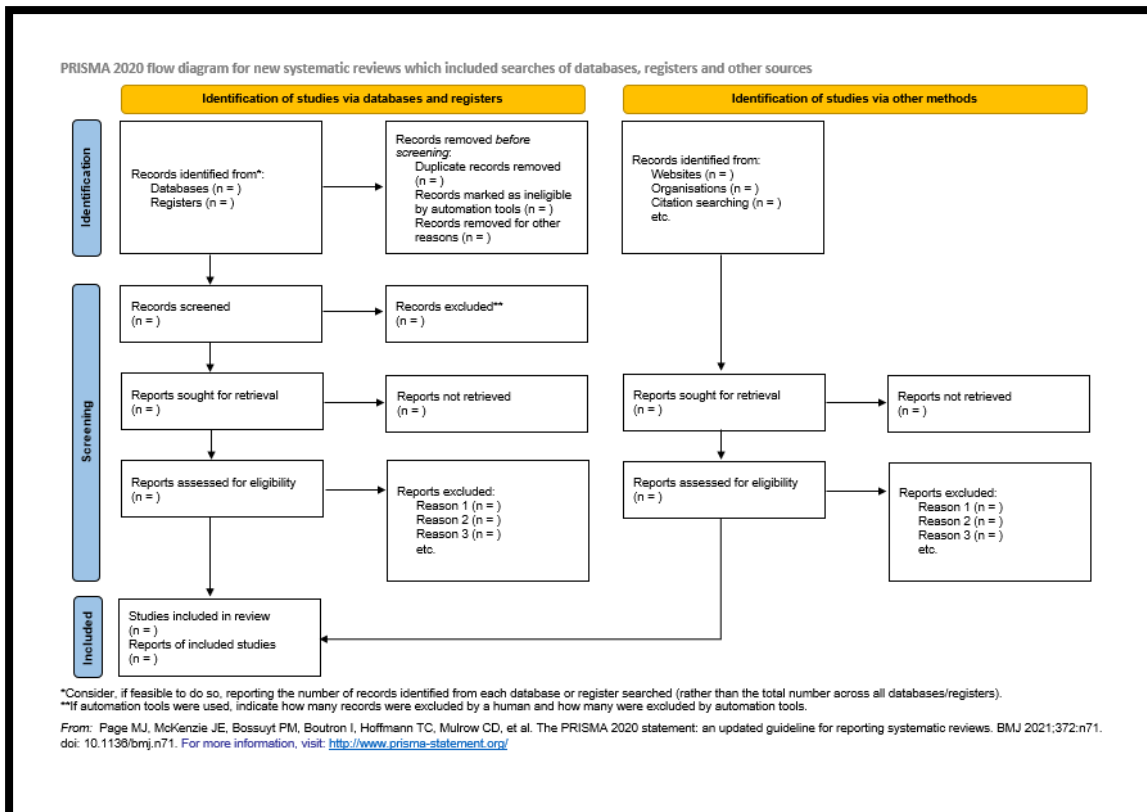 PRISMA 2020 flow diagram for new systematic reviews which included searches of databases, registers and other sources
Identification of studies via databases and registers
Identification of studies via other methods
Identification
Records identified from*:
Databases (n = )
Registers (n = )
Records removed before
screening:
Duplicate records removed
(n = )
Records marked as ineligible
by automation tools (n = )
Records removed for other
reasons (n = )
Records identified from:
Websites (n = )
Organisations (n = )
Citation searching (n = )
etc.
Screening
Records screened
(n = )
Records excluded**
(n = )
Reports sought for retrieval
(n = )
Reports not retrieved
(n = )
Reports sought for retrieval
(n = )
Reports not retrieved
(n = )
Reports assessed for eligibility
(n = )
Reports excluded:
Reason 1 (n = )
Reason 2 (n = )
Reason 3 (n = )
etc.
Reports assessed for eligibility
(n = )
Reports excluded:
Reason 1 (n = )
Reason 2 (n = )
Reason 3 (n = )
etc.
Included
Studies included in review
(n = )
Reports of included studies
(n = )
*Consider, if feasible to do so, reporting the number of records identified from each database or register searched (rather than the total number across all databases/registers).
**If automation tools were used, indicate how many records were excluded by a human and how many were excluded by automation tools.
From: Page MJ, McKenzie JE, Bossuyt PM, Boutron I, Hoffmann TC, Mulrow CD, et al. The PRISMA 2020 statement: an updated guideline for reporting systematic reviews. BMJ 2021;372:n71.
doi: 10.1136/bmj.n71. For more information, visit: http://www.prisma-statement.org/